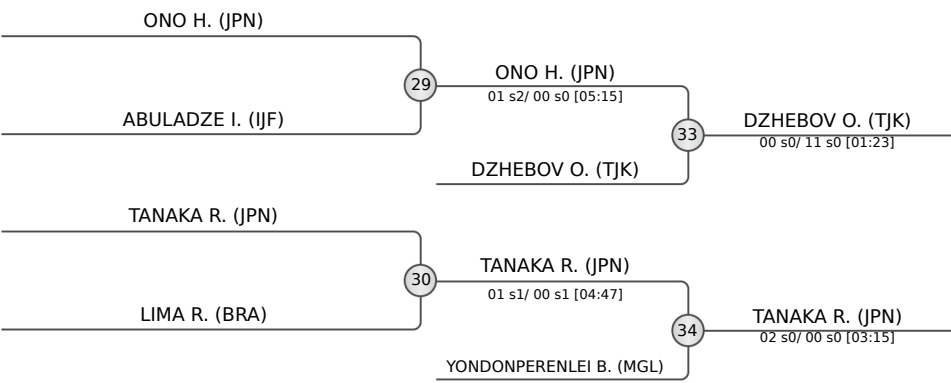 ONO H. (JPN)
29
ABULADZE I. (IJF)
ONO H. (JPN)
01 s2/ 00 s0 [05:15]
33
DZHEBOV O. (TJK)
DZHEBOV O. (TJK)
00 s0/ 11 s0 [01:23]
TANAKA R. (JPN)
30
LIMA R. (BRA)
TANAKA R. (JPN)
01 s1/ 00 s1 [04:47]
34
YONDONPERENLEI B. (MGL)
TANAKA R. (JPN)
02 s0/ 00 s0 [03:15]